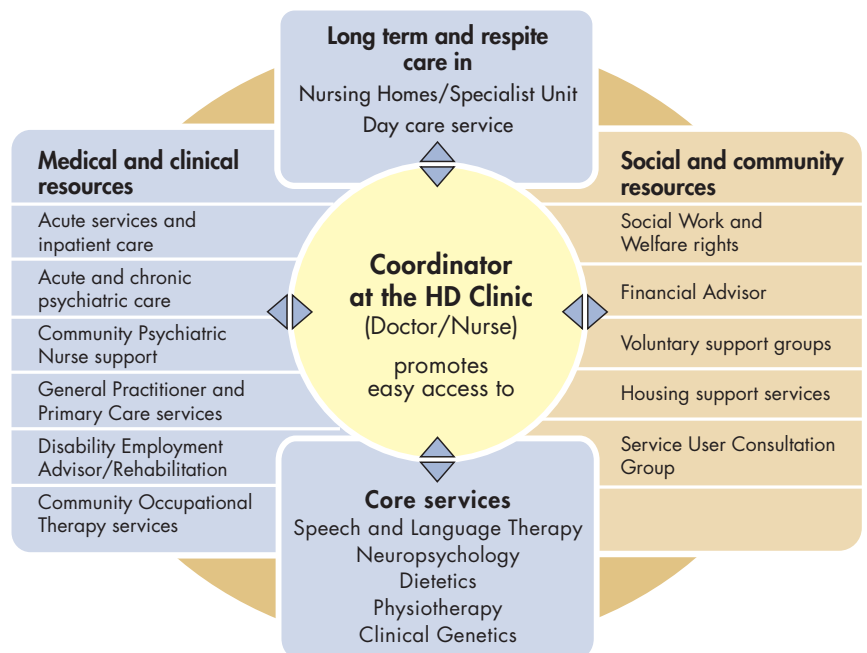 Long term and respite
care in
Nursing Homes/Specialist Unit
Day care service
Medical and clinical
resources
Acute services and
inpatient care
Acute and chronic
psychiatric care
Community Psychiatric
Nurse support
General Practitioner and
Primary Care services
Disability Employment
Advisor/Rehabilitation
Community Occupational
Therapy services
Coordinator
at the HD Clinic
(Doctor/Nurse)
promotes
easy access to
Social and community
resources
Social Work and
Welfare rights
Financial Advisor
Voluntary support groups
Housing support services
Service User Consultation
Group
Core services
Speech and Language Therapy
Neuropsychology
Dietetics
Physiotherapy
Clinical Genetics